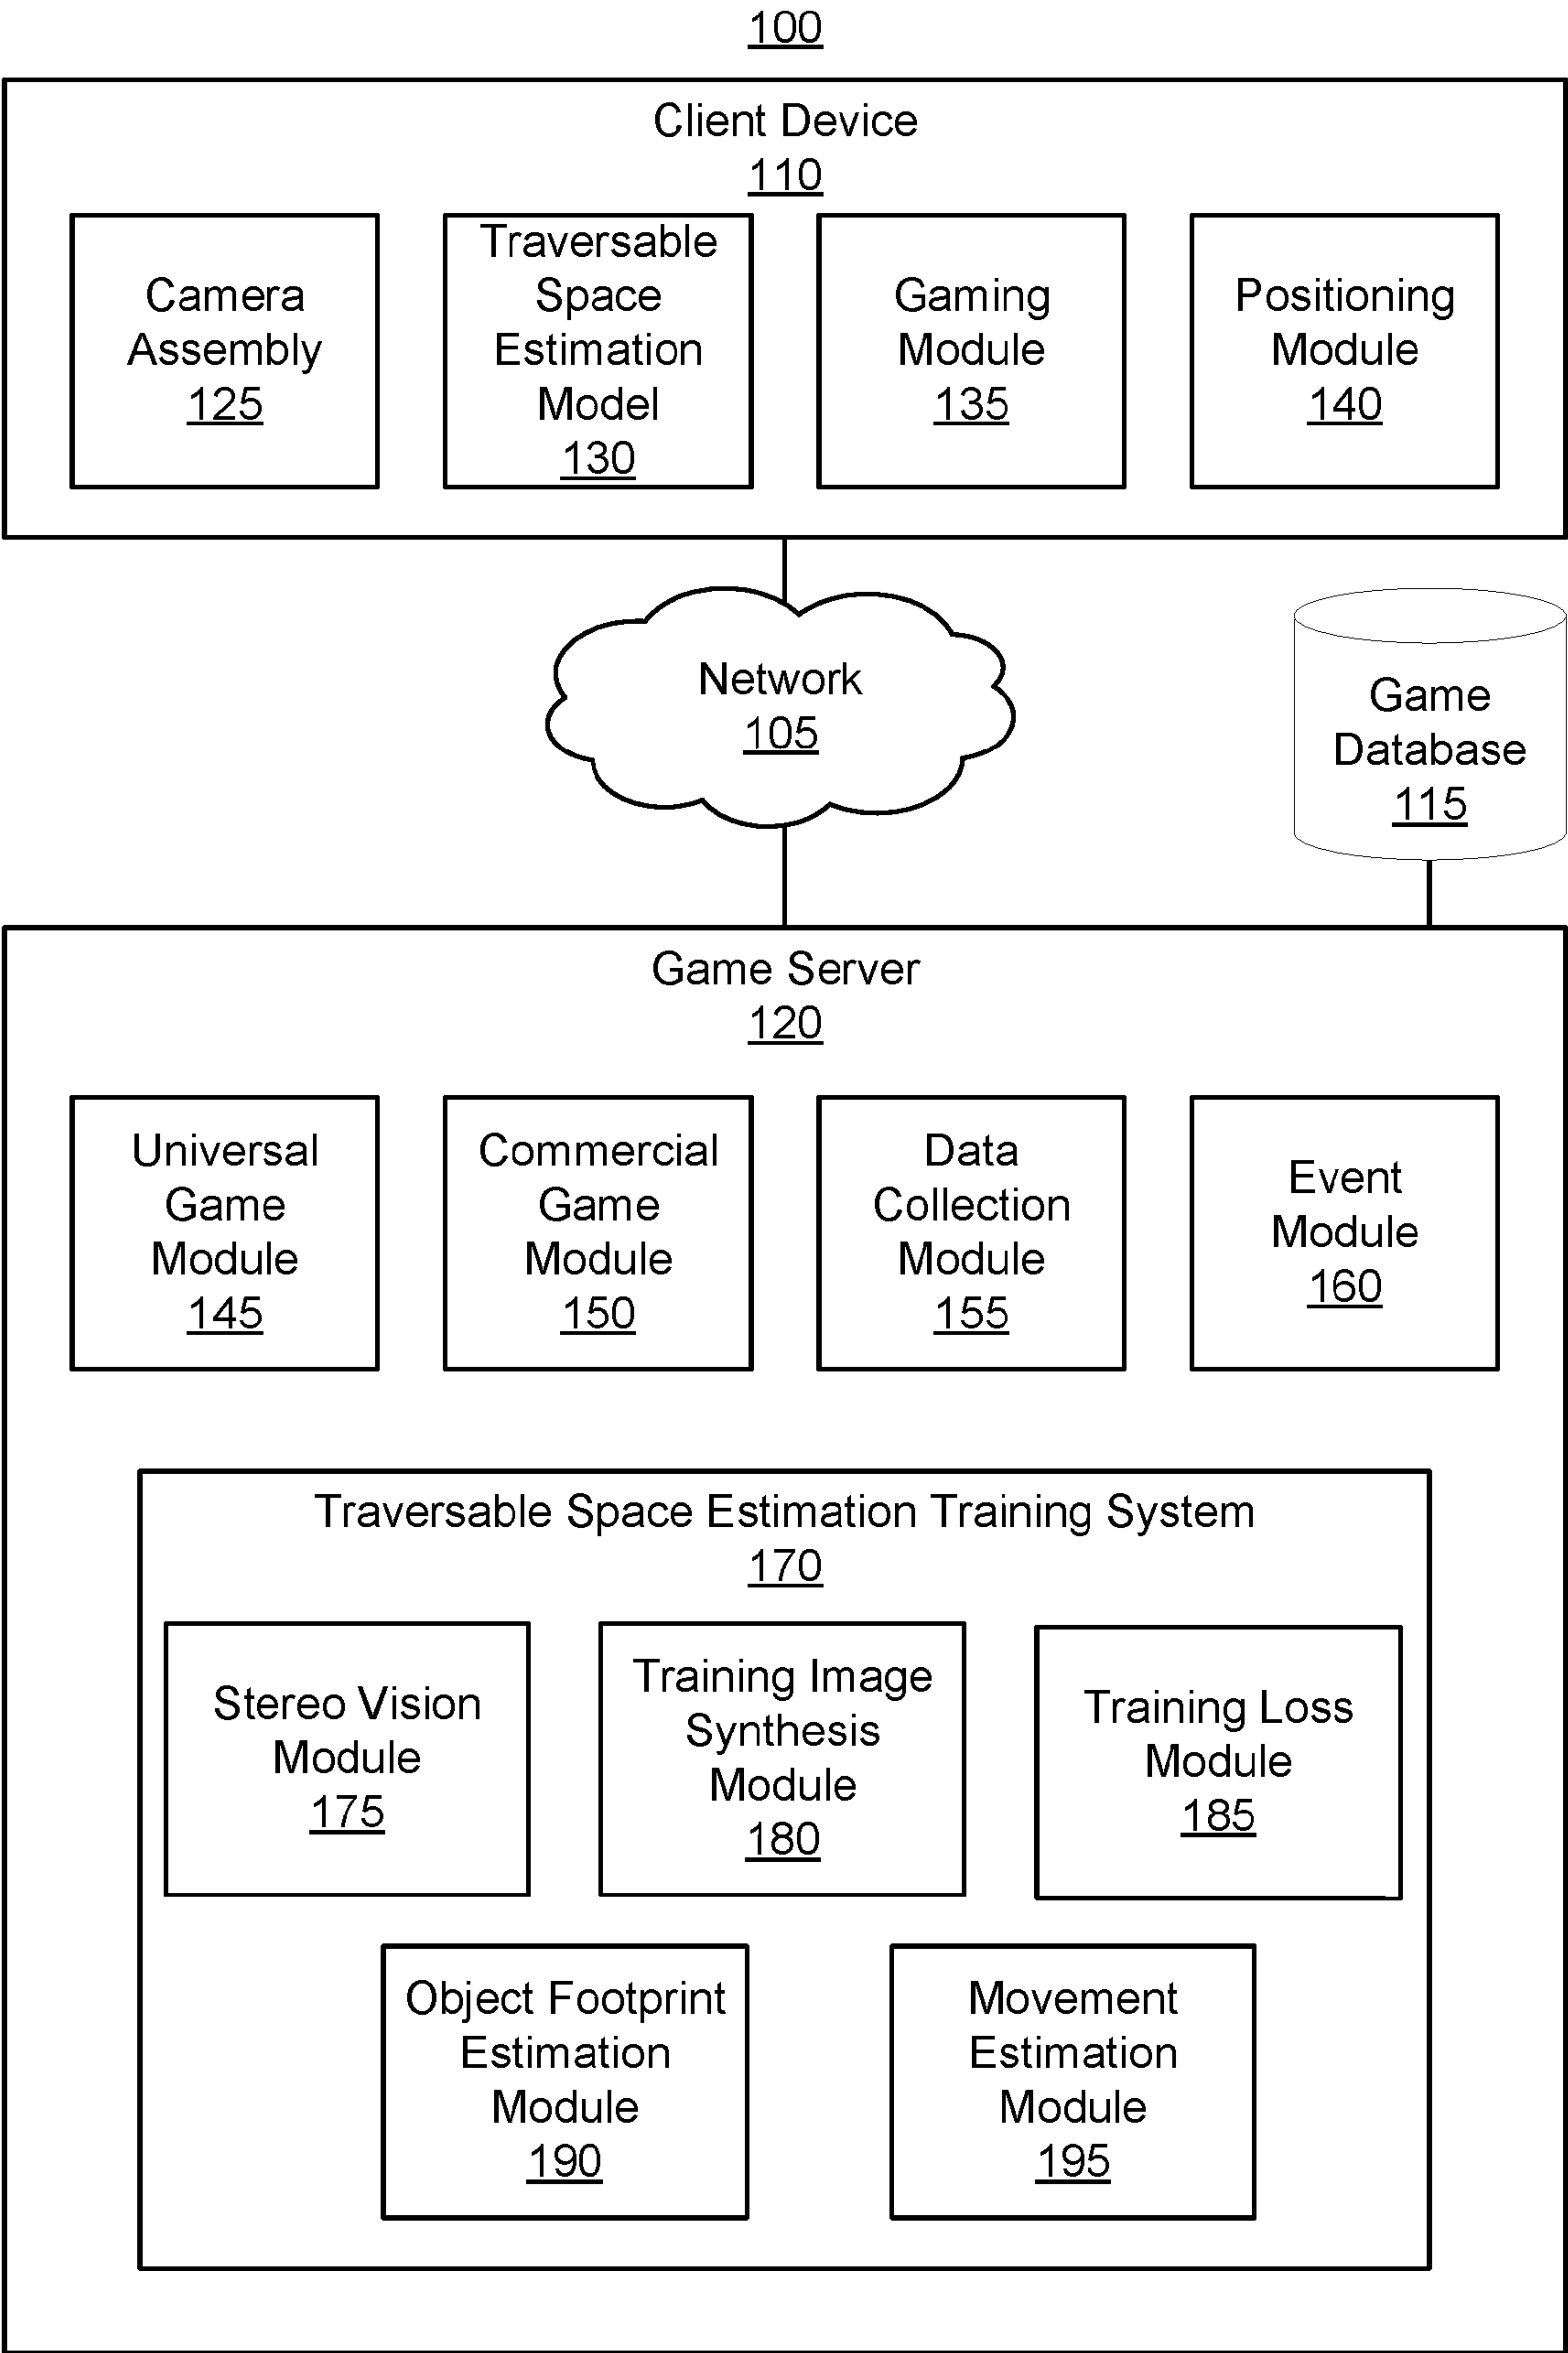 100
Client Device
110
Camera
Assembly
125
Traversable
Space
Estimation
Model
130
Gaming
Module
135
Positioning
Module
140
Network
105
Game
Database
115
Game Server
120
Universal
Game
Module
145
Commercial
Game
Module
150
Data
Collection
Module
155
Event
Module
160
Traversable Space Estimation Training System
170
Stereo Vision
Module
175
Training Image
Synthesis
Module
180
Training Loss
Module
185
Object Footprint
Estimation
Module
190
Movement
Estimation
Module
195